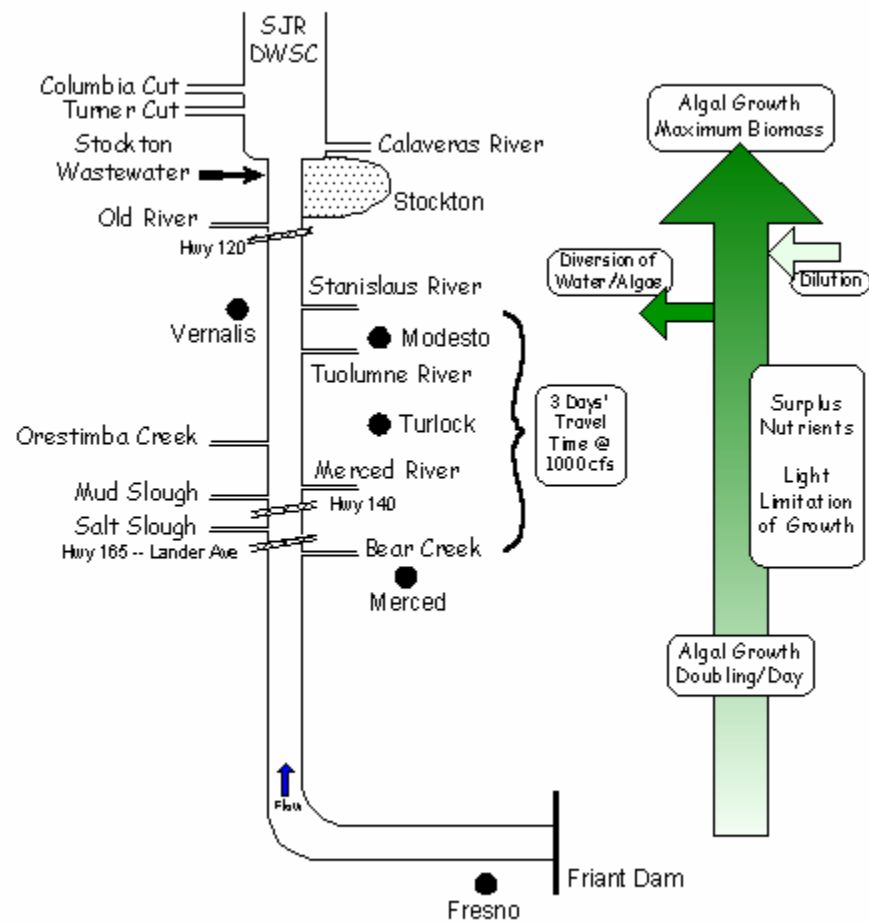 SJR
DWSC
Columbia Cut
Turner Cut
Stockton
Wastewater
Calaveras River
Stockton
Old River
Hwy 120
Stanislaus River
Vernalis
Modesto
Tuolumne River
Turlock
Orestimba Creek
Merced River
Mud Slough
Hwy 140
Salt Slough
Hwy 165 -- Lander Ave
Bear Creek
Merced
3 Days'
Travel
Time @
1000 cfs
Flow
Friant Dam
Fresno
Algal Growth
Maximum Biomass
Diversion of
Water/Algae
Dilution
Surplus
Nutrients
Light
Limitation
of Growth
Algal Growth
Doubling/Day